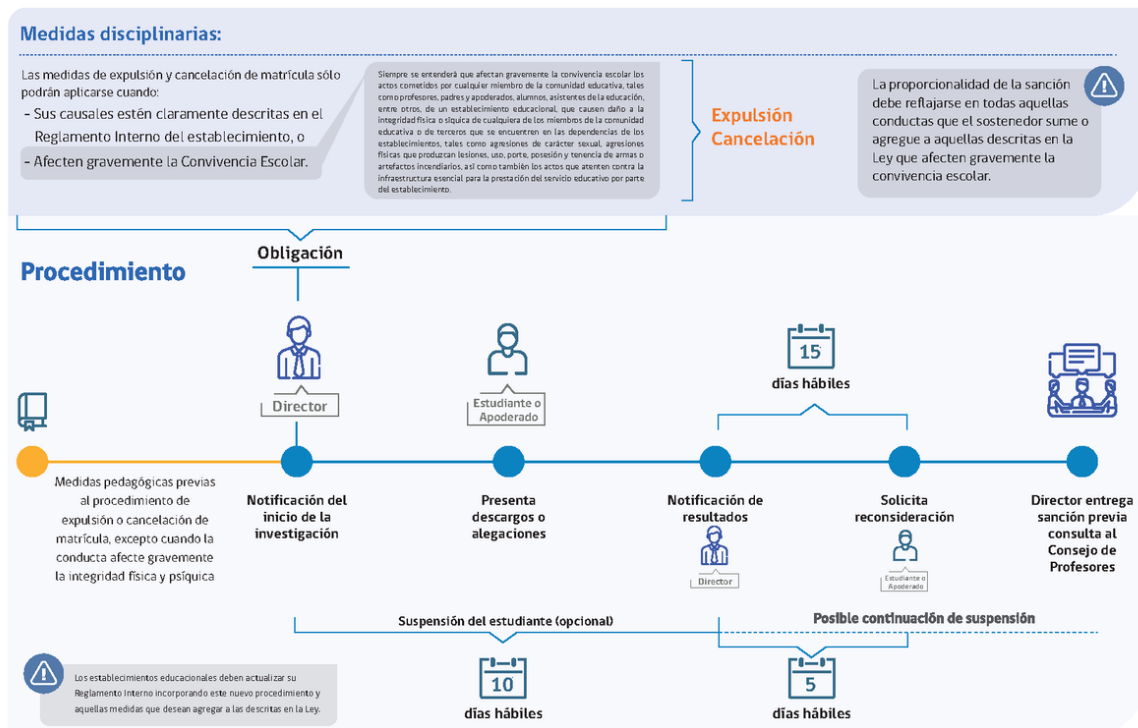 Medidas disciplinarias:
Las medidas de expulsión y cancelación de matrícula sólo
podrán aplicarse cuando:
- Sus causales estén claramente descritas en el
Reglamento Interno del establecimiento, o
- Afecten gravemente la Convivencia Escolar.
Siempre se entenderá que afectan gravemente la convivencia escolar los
actos cometidos por cualquier miembro de la comunidad educativa, tales
como profesores, padres y apoderados, alumnos, asistentes de la educación,
entre otros, de un establecimiento educacional, que causen daño a la
integridad física o síquica de cualquiera de los miembros de la comunidad
educativa o de terceros que se encuentren en las dependencias de los
establecimientos, tales como agresiones de carácter sexual, agresiones
físicas que produzcan lesiones, uso, porte, posesión y tenencia de armas o
artefactos incendiarios, así como también los actos que atenten contra la
infraestructura esencial para la prestación del servicio educativo por parte
del establecimiento.
Expulsión
Cancelación
La proporcionalidad de la sanción
debe reflajarse en todas aquellas
conductas que el sostenedor sume o
agregue a aquellas descritas en la
Ley que afecten gravemente la
convivencia escolar.
Obligación
Procedimiento
Director
Estudiante o
Apoderado
15
días hábiles
Medidas pedagógicas previas
al procedimiento de
expulsión o cancelación de
matrícula, excepto cuando la
conducta afecte gravemente
la integridad física y psíquica
Notificación del
inicio de la
investigación
Presenta
descargos o
alegaciones
Notificación de
resultados
Director
Solicita
reconsideración
Estudiante o
Apoderado
Director entrega
sanción previa
consulta al
Consejo de
Profesores
Suspensión del estudiante (opcional)
Posible continuación de suspensión
10
días hábiles
5
días hábiles
Los establecimientos educacionales deben actualizar su
Reglamento Interno incorporando este nuevo procedimiento y
aquellas medidas que desean agregar a las descritas en la Ley.